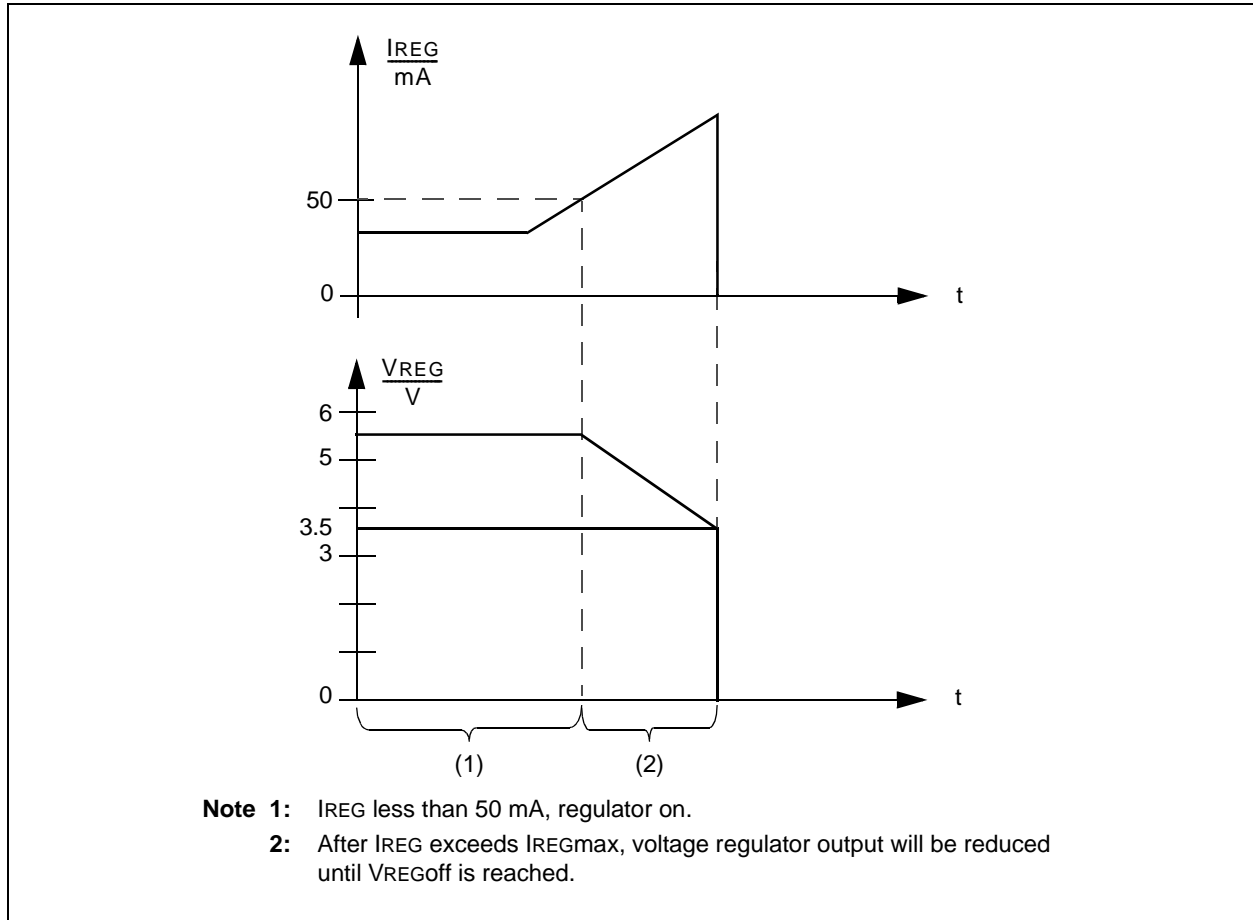 IREG
mA
50
0
t
VREG
V
6
5
3.5
3
0
t
(1)
(2)
Note 1: IREG less than 50 mA, regulator on.
2: After IREG exceeds IREGmax, voltage regulator output will be reduced
until VREGoff is reached.